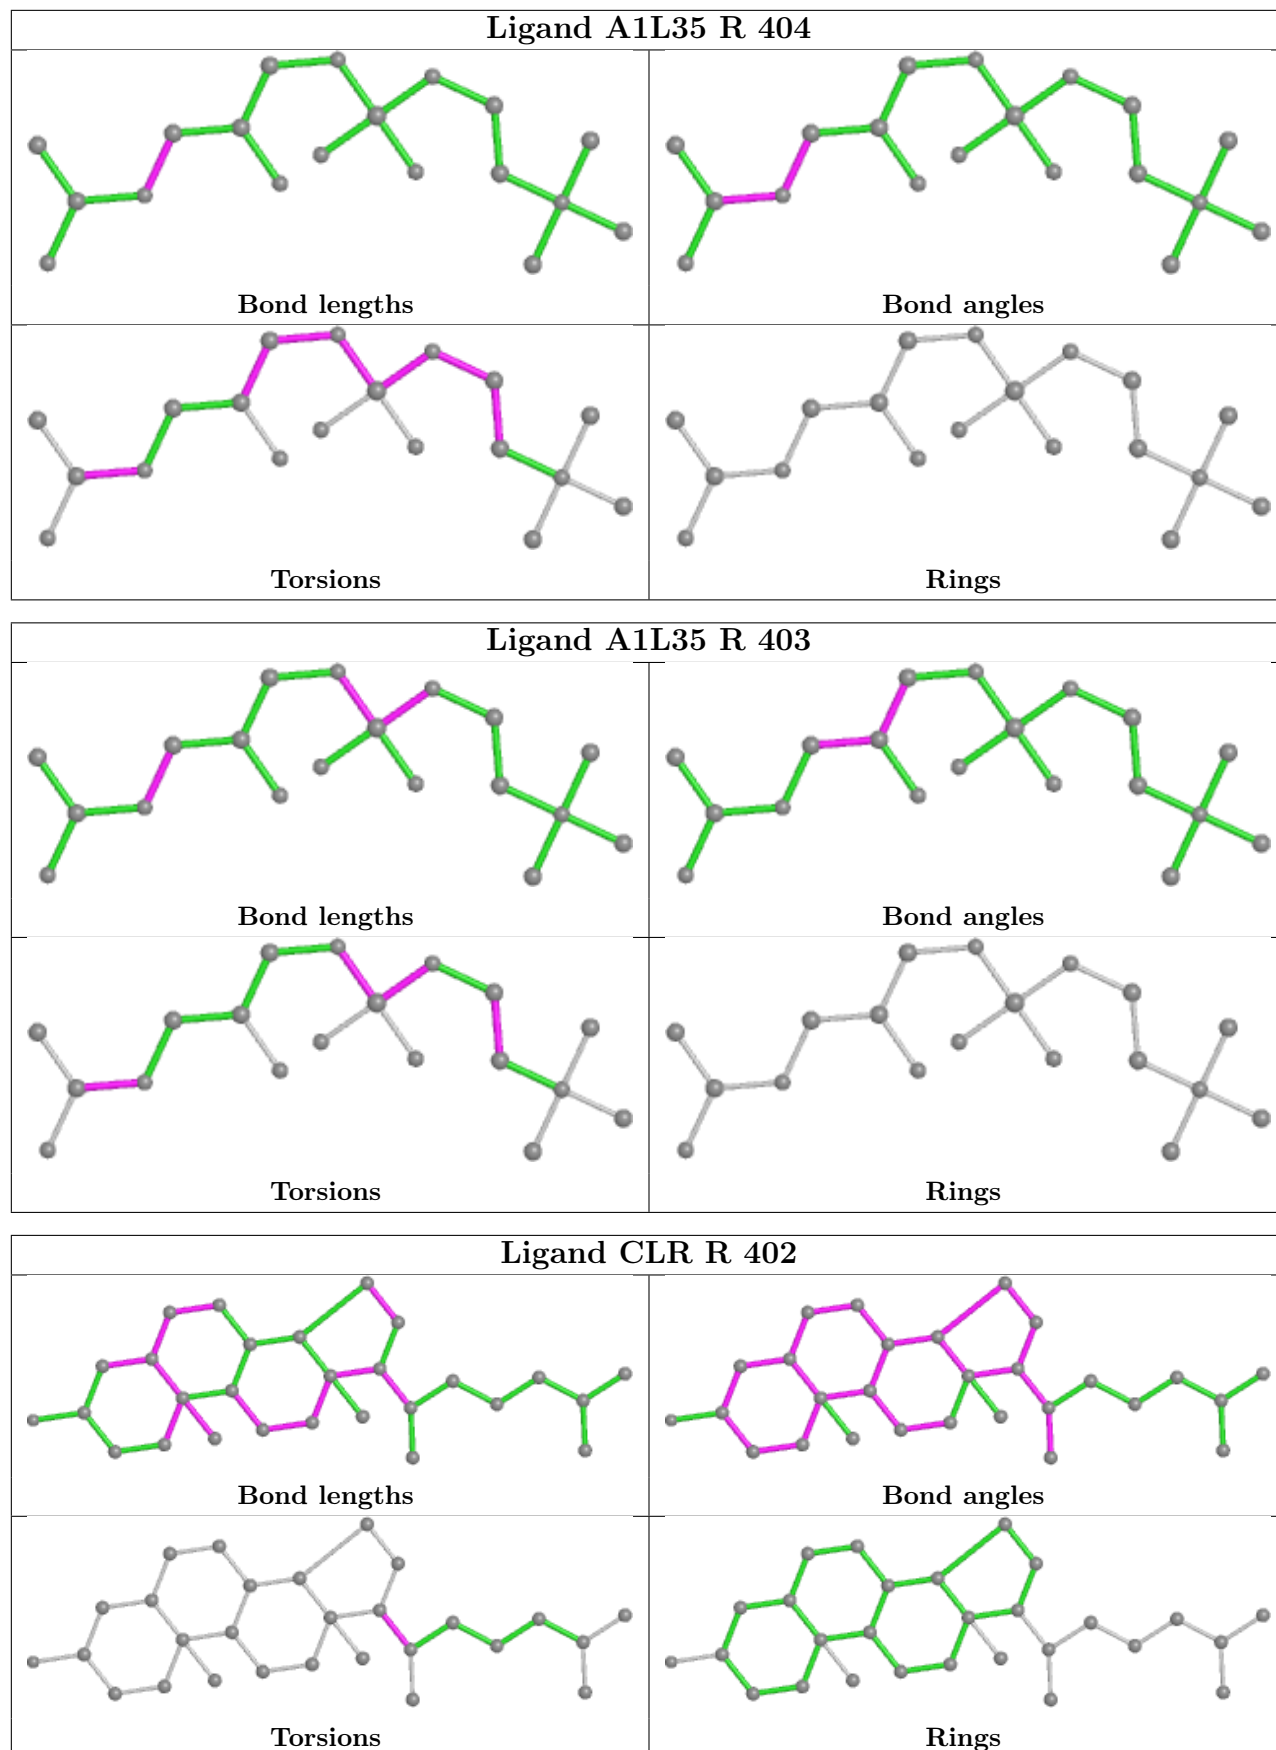 Ligand A1L35 R 404
Bond lengths
Bond angles
Torsions
Rings
Ligand A1L35 R 403
Bond lengths
Bond angles
Torsions
Rings
Ligand CLR R 402
Bond lengths
Bond angles
Torsions
Rings